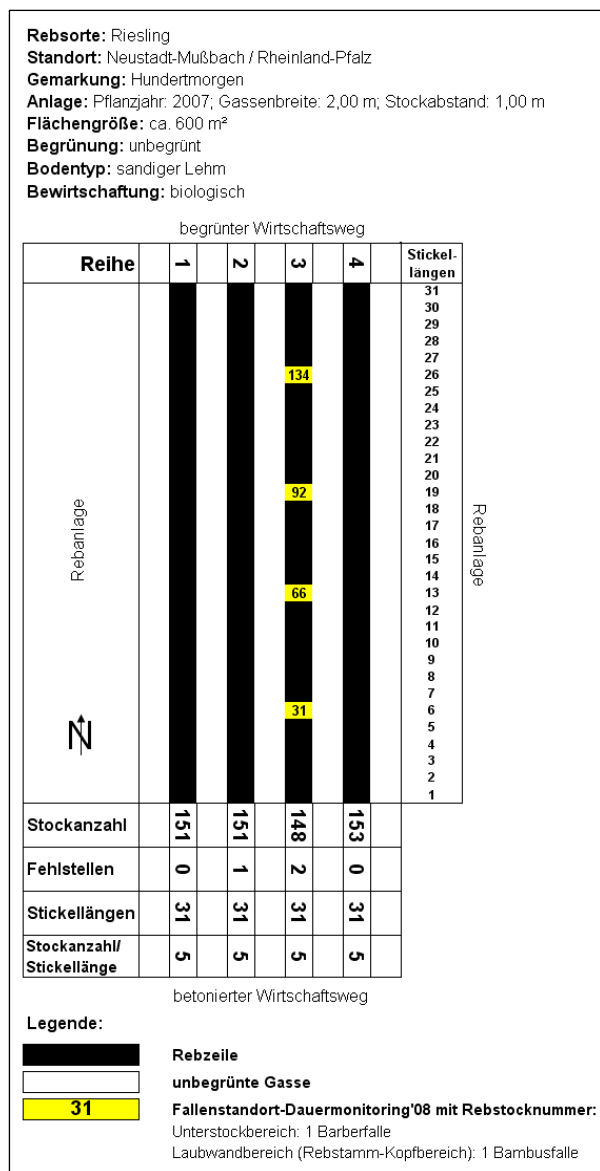 Rebsorte: Riesling
Standort: Neustadt-Mußbach / Rheinland-Pfalz
Gemarkung: Hundertmorgen
Anlage: Pflanzjahr: 2007; Gassenbreite: 2,00 m; Stockabstand: 1,00 m
Flächengröße: ca. 600 m²
Begrünung: unbegrünt
Bodentyp: sandiger Lehm
Bewirtschaftung: biologisch
begrünter Wirtschaftsweg
Reihe 1 2 3 4 Stickel-
längen
31
30
29
28
27
134 26
25
24
23
22
21
20
92 19
18
17
16
15
14
66 13
12
11
10
9
8
7
31 6
5
4
3
2
1
Rebanlage
Rebanlage
N
Stockanzahl 151 151 148 153
Fehlstellen 0 1 2 0
Stickellängen 31 31 31 31
Stockanzahl/
Stickellänge 5 5 5 5
betonierter Wirtschaftsweg
Legende:
Rebzeile
unbegrünte Gasse
31 Fallenstandort-Dauermonitoring'08 mit Rebstocknummer:
Unterstockbereich: 1 Barberfalle
Laubwandbereich (Rebstamm-Kopfbereich): 1 Bambusfalle